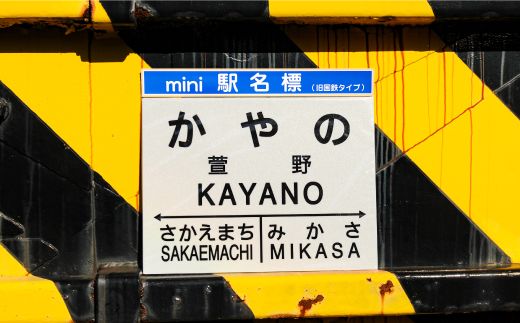 mini 駅名標（旧国鉄タイプ）
かやの
萱野
KAYANO
さかえまち みかさ
SAKAEMACHI MIKASA